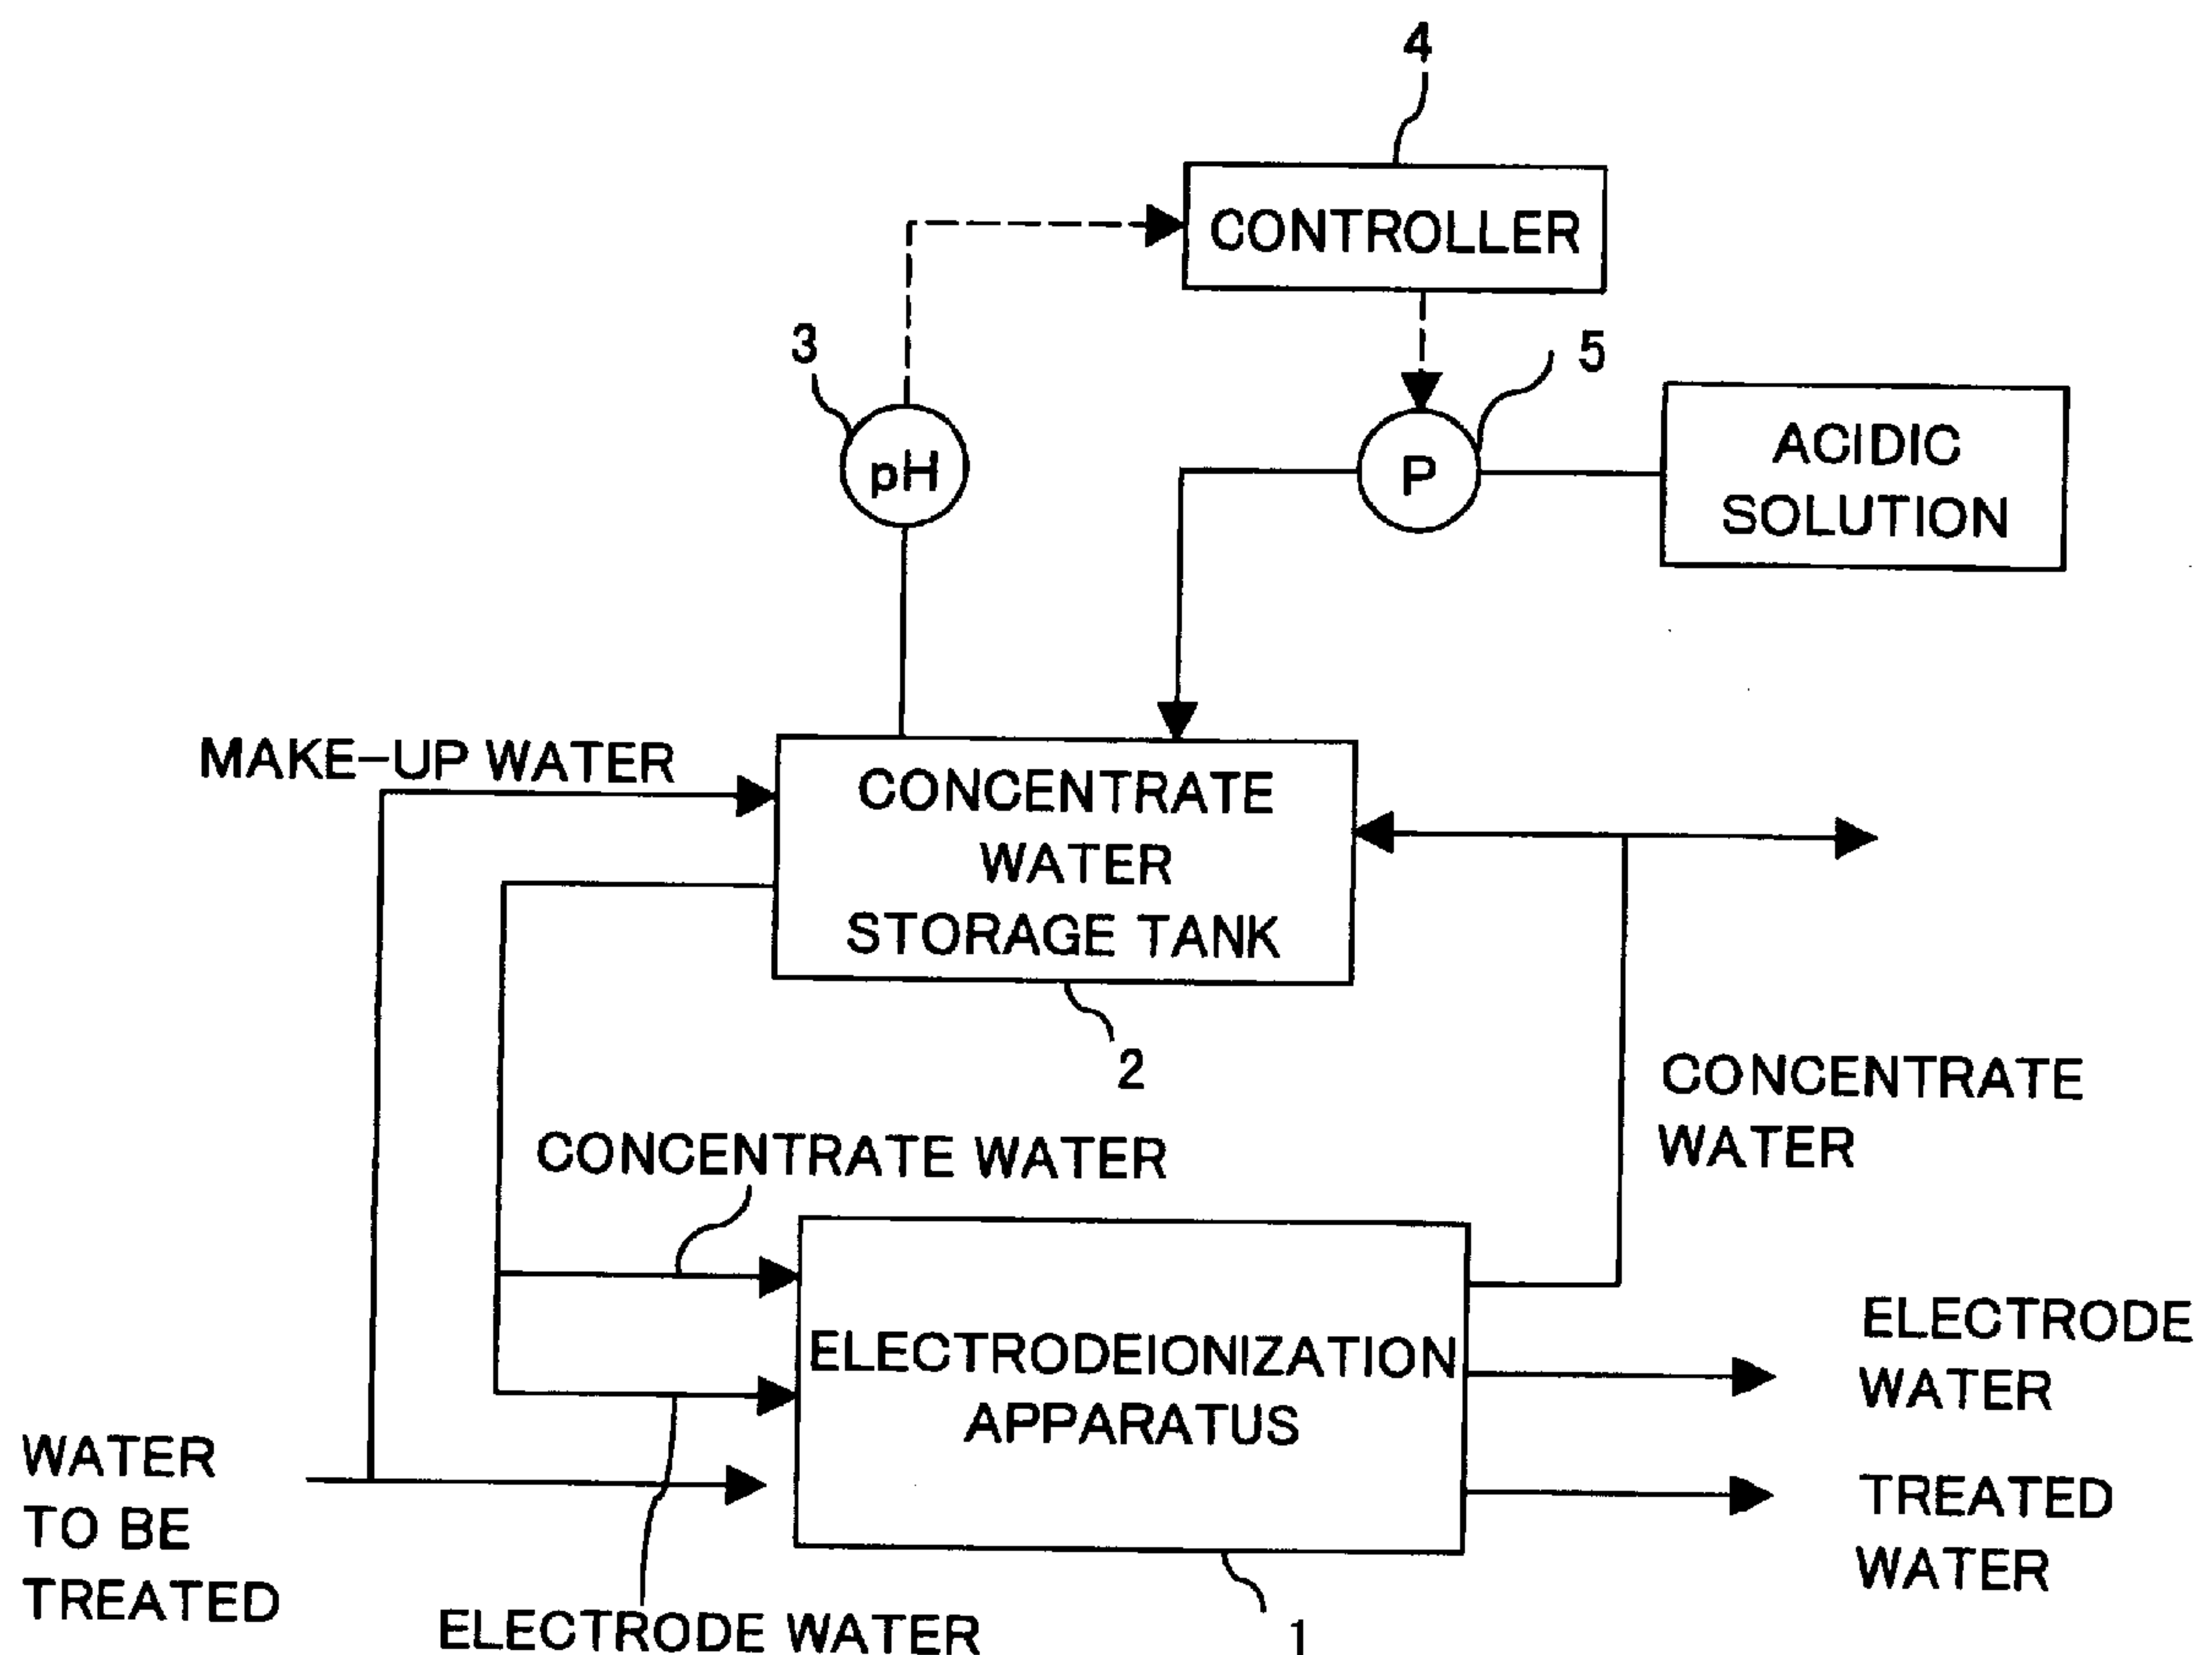 4
CONTROLLER
3
5
pH
P
ACIDIC
SOLUTION
MAKE-UP WATER
CONCENTRATE
WATER
STORAGE TANK
2
CONCENTRATE
WATER
CONCENTRATE WATER
ELECTRODEIONIZATION
APPARATUS
ELECTRODE
WATER
WATER
TO BE
TREATED
TREATED
WATER
ELECTRODE WATER
1